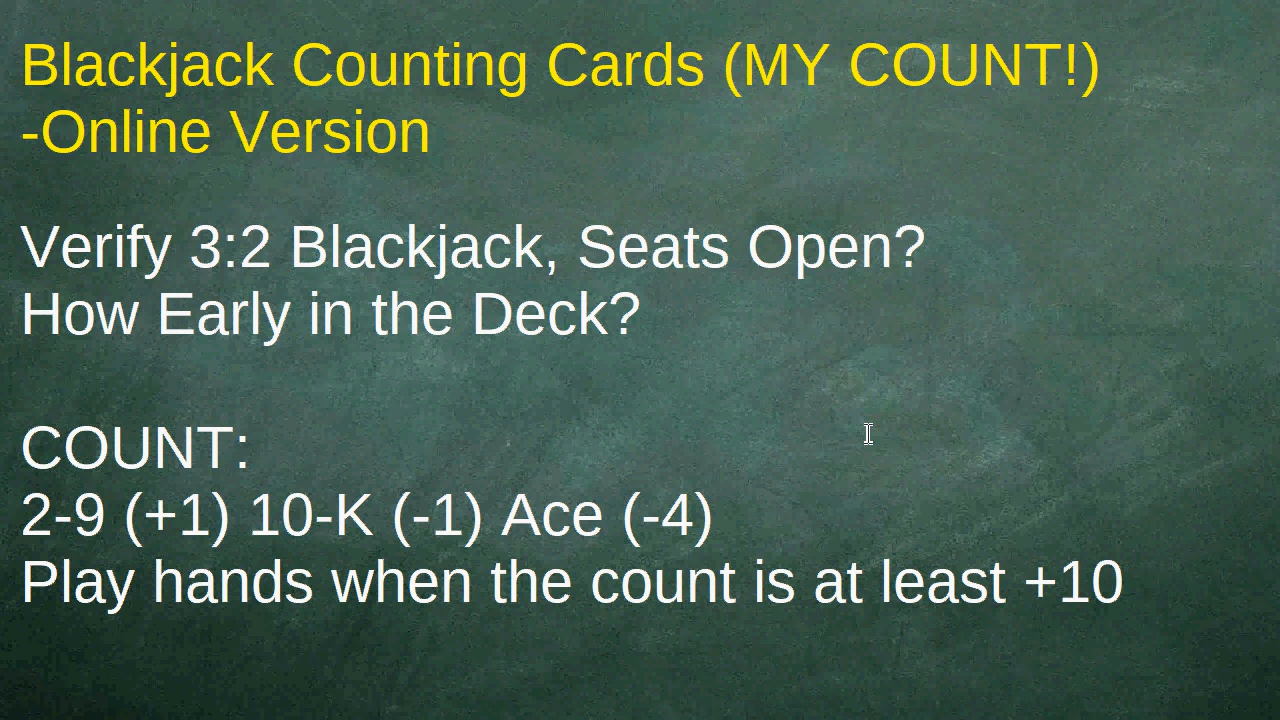 Blackjack Counting Cards (MY COUNT!)
-Online Version
Verify 3:2 Blackjack, Seats Open?
How Early in the Deck?
COUNT:
2-9 (+1) 10-K (-1) Ace (-4)
Play hands when the count is at least +10